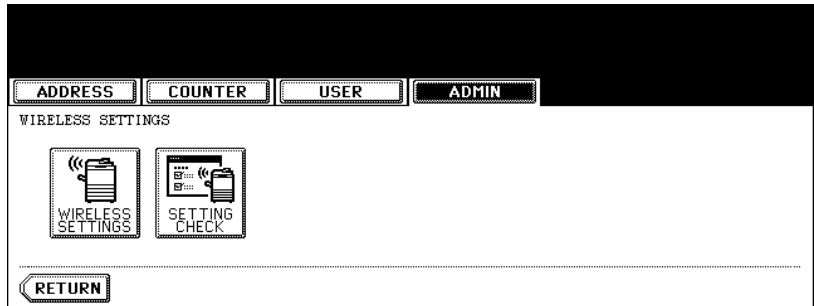 ADDRESS COUNTER USER ADMIN
WIRELESS SETTINGS
WIRELESS
SETTINGS
SETTING
CHECK
RETURN